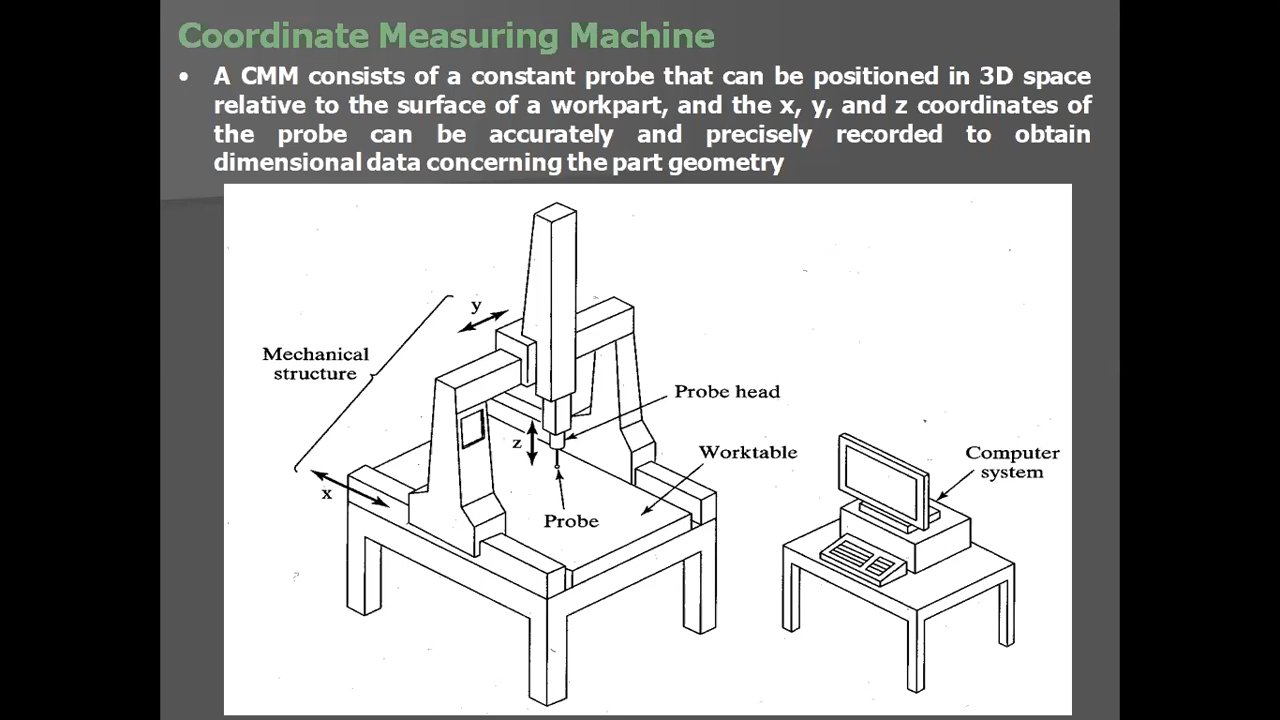 Coordinate Measuring Machine
• A CMM consists of a constant probe that can be positioned in 3D space
relative to the surface of a workpart, and the x, y, and z coordinates of
the probe can be accurately and precisely recorded to obtain
dimensional data concerning the part geometry
y
Mechanical
structure
Probe head
z
Worktable
Computer
system
x
Probe